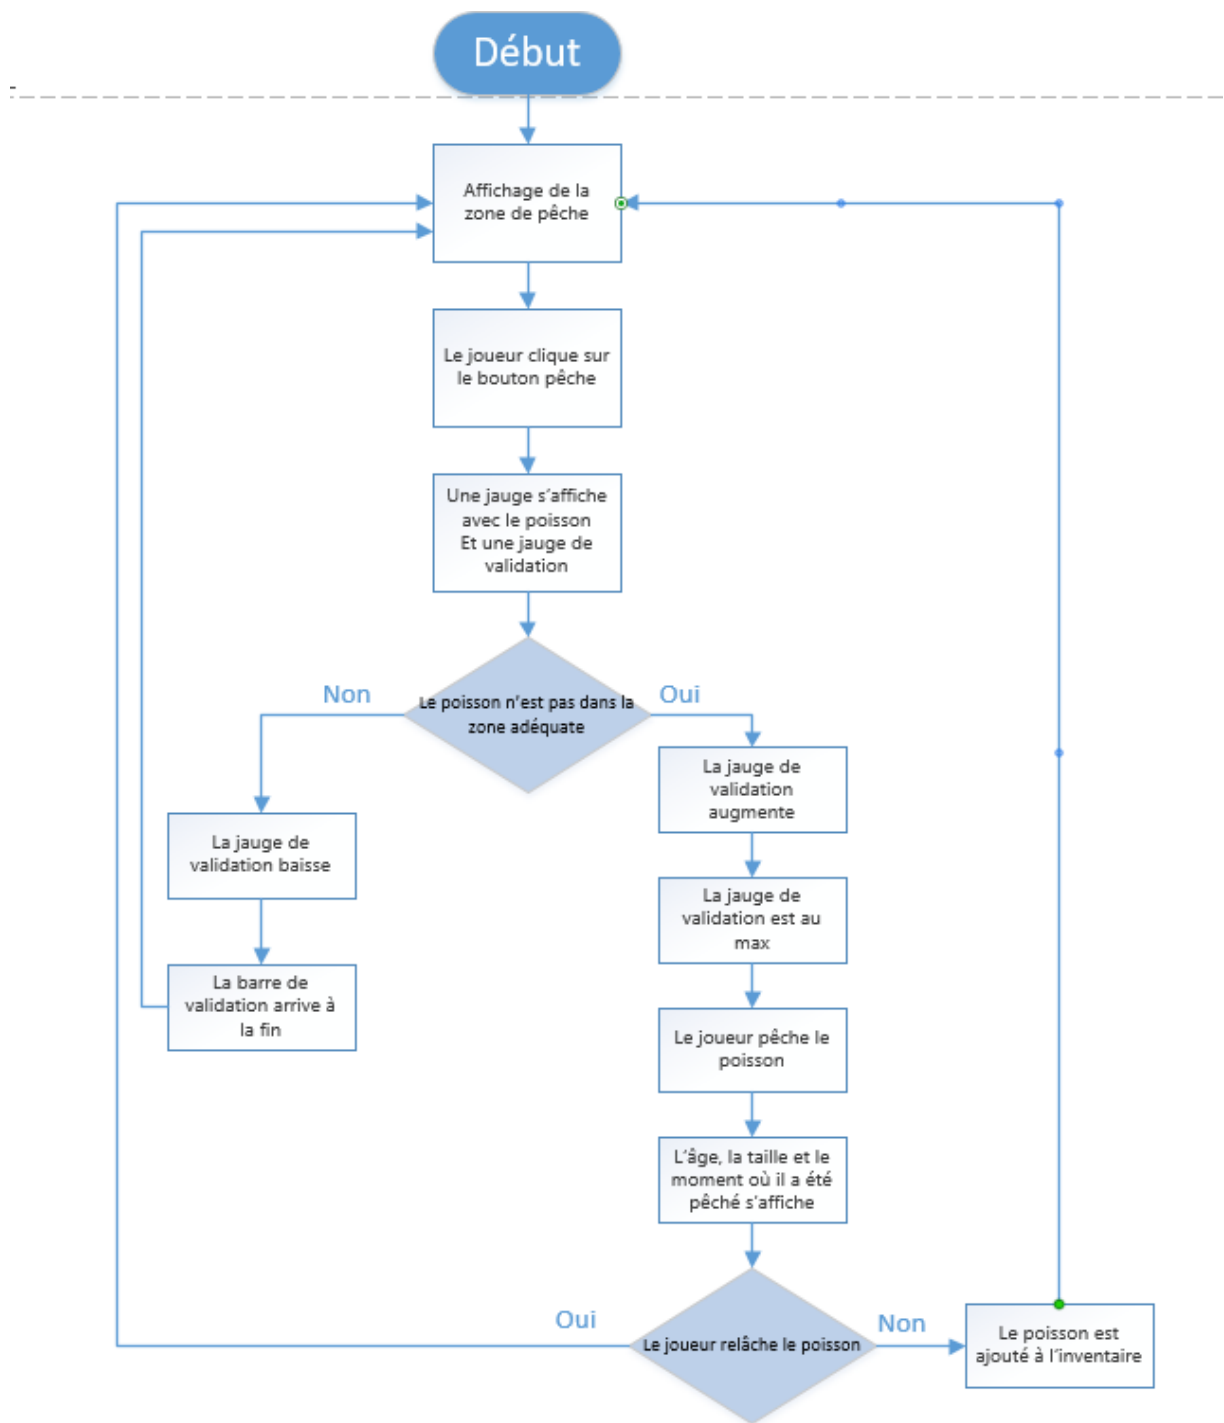 Début
Affichage de la
zone de pêche
Le joueur clique sur
le bouton pêche
Une jauge s'affiche
avec le poisson
Et une jauge de
validation
Le poisson n'est pas dans la
zone adéquate
Non
Oui
La jauge de
validation
augmente
La jauge de
validation baisse
La jauge de
validation est au
max
La barre de
validation arrive à
la fin
Le joueur pêche le
poisson
L'âge, la taille et le
moment où il a été
pêché s'affiche
Le joueur relâche le poisson
Oui
Non
Le poisson est
ajouté à l'inventaire